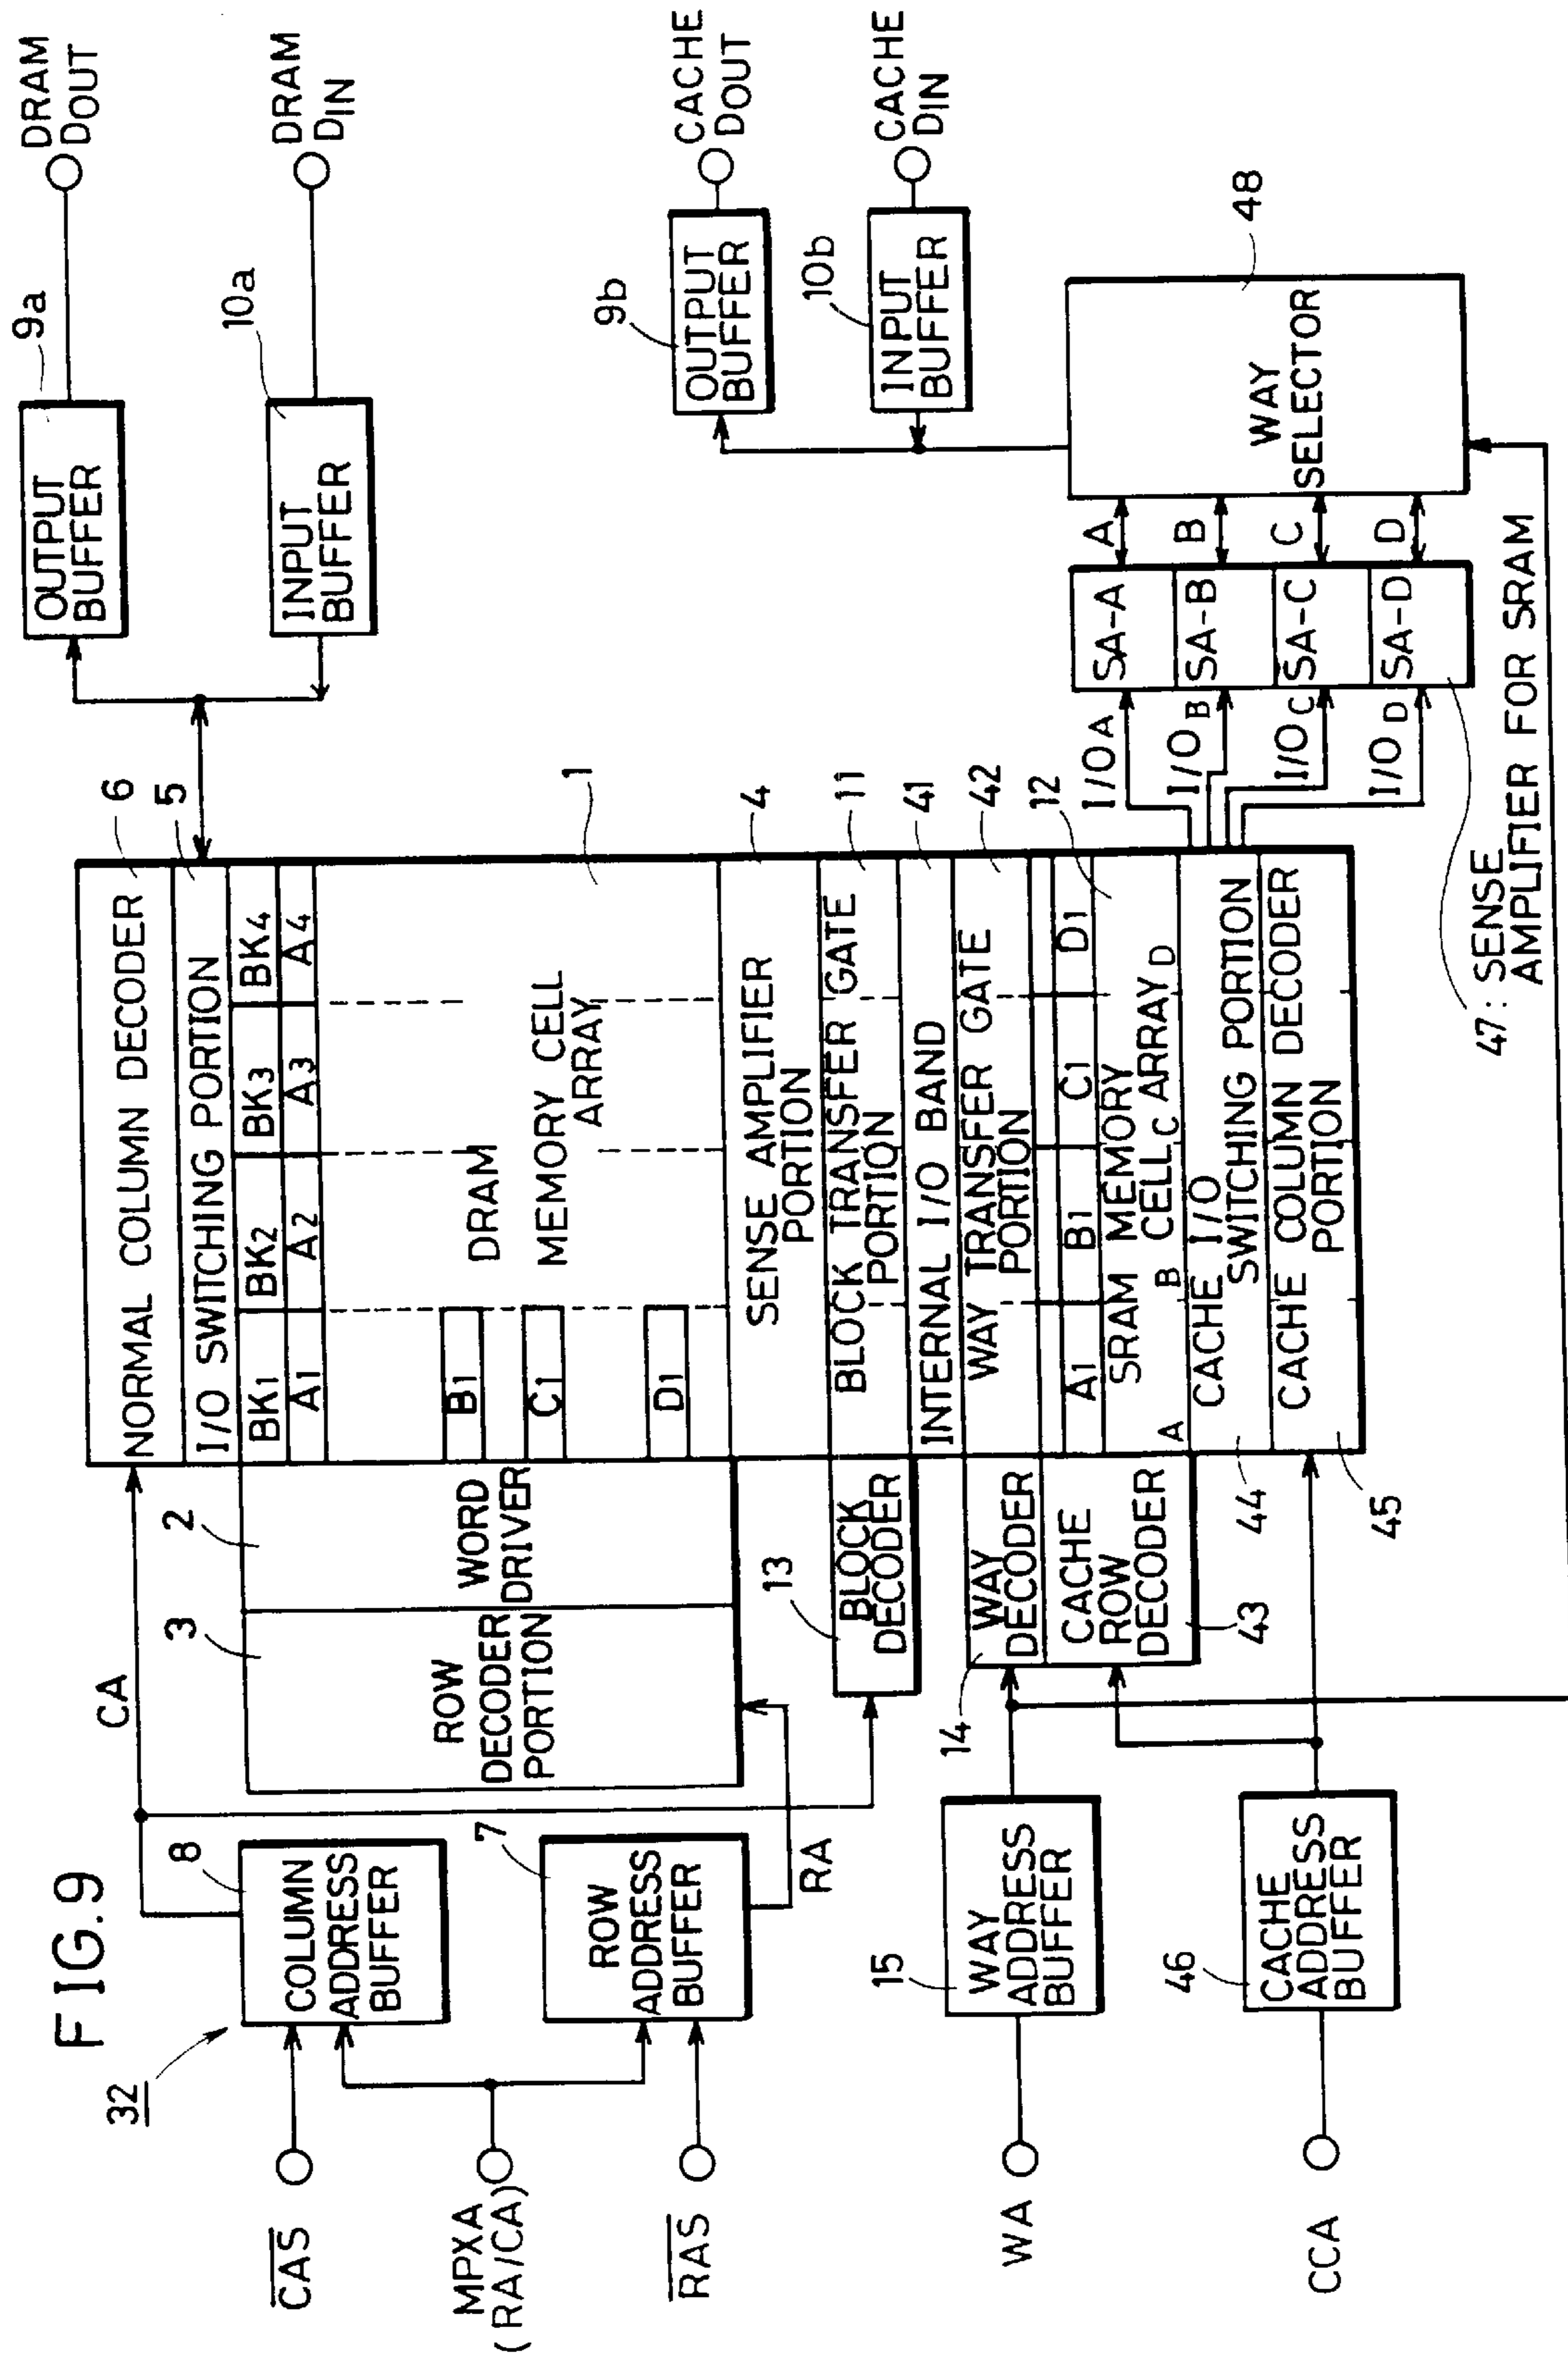 FIG.9
32
CAS
MPXA
(RA/CA)
RAS
WA
CCA
8
COLUMN
ADDRESS
BUFFER
7
ROW
ADDRESS
BUFFER
15
WAY
ADDRESS
BUFFER
46
CACHE
ADDRESS
BUFFER
CA
RA
3
ROW
DECODER
PORTION
2
WORD
DRIVER
13
BLOCK
DECODER
14
WAY
DECODER
CACHE
ROW
DECODER
43
NORMAL COLUMN DECODER
6
I/O SWITCHING PORTION
5
BK1 BK2 BK3 BK4
A1 A2 A3 A4
B1
C1
D1
DRAM
MEMORY CELL
ARRAY
1
SENSE AMPLIFIER
PORTION
4
BLOCK TRANSFER GATE
PORTION
11
INTERNAL I/O BAND
41
WAY TRANSFER GATE
PORTION
42
A1 B1 C1 D1
12
SRAM MEMORY
CELL ARRAY
A B C D
CACHE I/O
SWITCHING PORTION
44
CACHE COLUMN DECODER
PORTION
45
OUTPUT
BUFFER
9a
DRAM
DOUT
INPUT
BUFFER
10a
DRAM
DIN
OUTPUT
BUFFER
9b
CACHE
DOUT
INPUT
BUFFER
10b
CACHE
DIN
I/OA
I/OB
I/OC
I/OD
SA-A
SA-B
SA-C
SA-D
A
B
C
D
WAY
SELECTOR
48
47: SENSE
AMPLIFIER FOR SRAM